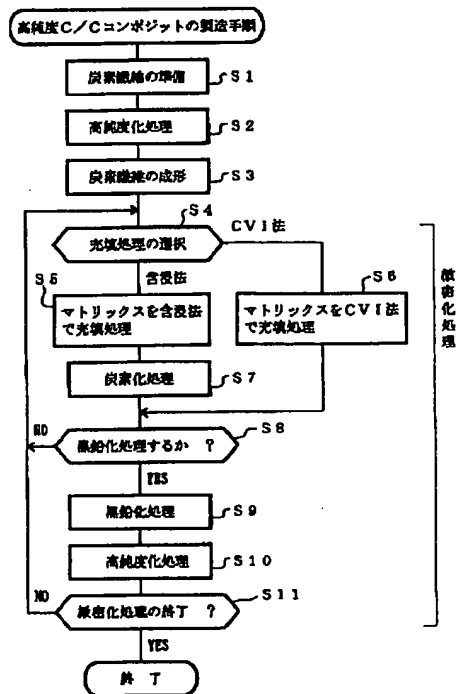 高純度C/Cコンポジットの製造手順
炭素繊維の準備
S1
高純度化処理
S2
炭素繊維の成形
S3
充填処理の選択
S4
CVI法
含浸法
S5
マトリックスを含浸法
で充填処理
S6
マトリックスをCVI法
で充填処理
炭素化処理
S7
黒鉛化処理するか ?
S8
NO
YES
黒鉛化処理
S9
高純度化処理
S10
緻密化処理の終了 ?
S11
NO
YES
終了
緻密化処理